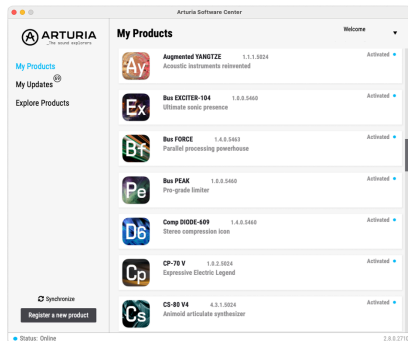 Arturia Software Center
ARTURIA
_The sound explorers
My Products
Welcome
My Products
My Updates
Explore Products
Ay
Augmented YANGTZE 1.1.1.5024 Activated
Acoustic instruments reinvented
Ex
Bus EXCITER-104 1.0.0.5460 Activated
Ultimate sonic presence
Bf
Bus FORCE 1.4.0.5463 Activated
Parallel processing powerhouse
Pe
Bus PEAK 1.0.0.5460 Activated
Pro-grade limiter
D6
Comp DIODE-609 1.4.0.5460 Activated
Stereo compression icon
Cp
CP-70 V 1.0.2.5024 Activated
Expressive Electric Legend
Cs
CS-80 V4 4.3.1.5024 Activated
Animoid articulate synthesizer
Synchronize
Register a new product
Status: Online